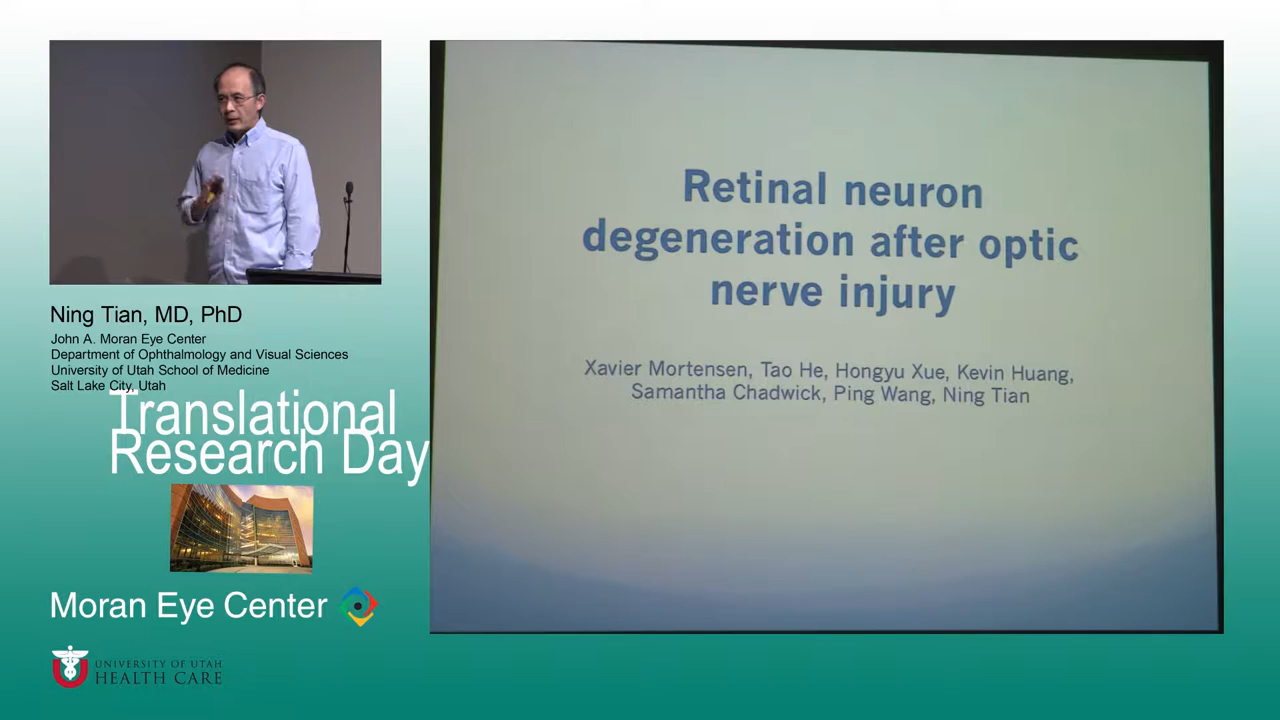 Ning Tian, MD, PhD
John A. Moran Eye Center
Department of Ophthalmology and Visual Sciences
University of Utah School of Medicine
Salt Lake City, Utah
Translational
Research Day
Moran Eye Center
UNIVERSITY OF UTAH
HEALTH CARE
Retinal neuron
degeneration after optic
nerve injury
Xavier Mortensen, Tao He, Hongyu Xue, Kevin Huang,
Samantha Chadwick, Ping Wang, Ning Tian